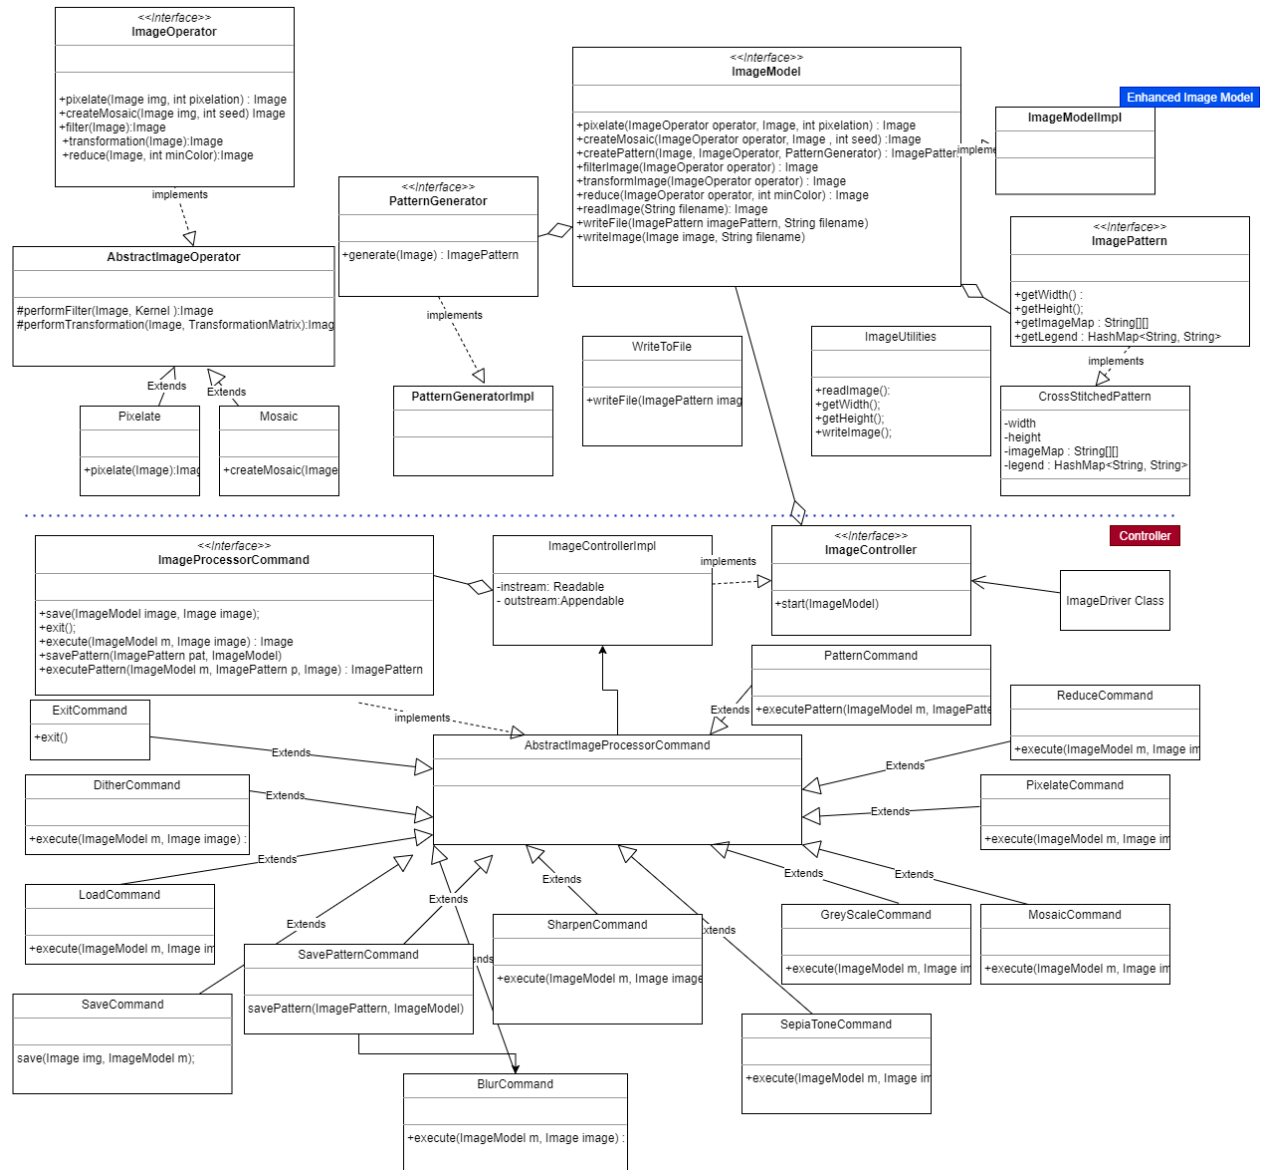 <<Interface>>
ImageOperator
+pixelate(Image img, int pixelation) : Image
+createMosaic(Image img, int seed) Image
+filter(Image):Image
+transformation(Image):Image
+reduce(Image, int minColor):Image
implements
AbstractImageOperator
#performFilter(Image, Kernel ):Image
#performTransformation(Image, TransformationMatrix):Imag
Extends
Extends
Pixelate
+pixelate(Image):Imag
Mosaic
+createMosaic(Image
<<Interface>>
PatternGenerator
+generate(Image) : ImagePattern
implements
PatternGeneratorImpl
<<Interface>>
ImageModel
+pixelate(ImageOperator operator, Image, int pixelation) : Image
+createMosaic(ImageOperator operator, Image , int seed) :Image
+createPattern(Image, ImageOperator, PatternGenerator) : ImagePatter
+filterImage(ImageOperator operator) : Image
+transformImage(ImageOperator operator) : Image
+reduce(ImageOperator operator, int minColor) : Image
+readImage(String filename): Image
+writeFile(ImagePattern imagePattern, String filename)
+writeImage(Image image, String filename)
impleme
Enhanced Image Model
ImageModelImpl
<<Interface>>
ImagePattern
+getWidth() :
+getHeight();
+getImageMap : String[][]
+getLegend : HashMap<String, String>
implements
CrossStitchedPattern
-width
-height
-imageMap : String[][]
-legend : HashMap<String, String>
WriteToFile
+writeFile(ImagePattern imag
ImageUtilities
+readImage():
+getWidth();
+getHeight();
+writeImage();
Controller
<<Interface>>
ImageProcessorCommand
+save(ImageModel image, Image image);
+exit();
+execute(ImageModel m, Image image) : Image
+savePattern(ImagePattern pat, ImageModel)
+executePattern(ImageModel m, ImagePattern p, Image) : ImagePattern
ImageControllerImpl
-instream: Readable
- outstream:Appendable
implements
<<Interface>>
ImageController
+start(ImageModel)
ImageDriver Class
PatternCommand
+executePattern(ImageModel m, ImagePatte
Extends
implements
AbstractImageProcessorCommand
ExitCommand
+exit()
Extends
ReduceCommand
+execute(ImageModel m, Image im
Extends
DitherCommand
+execute(ImageModel m, Image image) :
Extends
PixelateCommand
+execute(ImageModel m, Image im
Extends
LoadCommand
+execute(ImageModel m, Image im
Extends
Extends
Extends
Extends
Extends
Extends
SaveCommand
save(Image img, ImageModel m);
SavePatternCommand
savePattern(ImagePattern, ImageModel)
ends
SharpenCommand
+execute(ImageModel m, Image image
xtends
GreyScaleCommand
+execute(ImageModel m, Image im
MosaicCommand
+execute(ImageModel m, Image im
SepiaToneCommand
+execute(ImageModel m, Image im
BlurCommand
+execute(ImageModel m, Image image) :